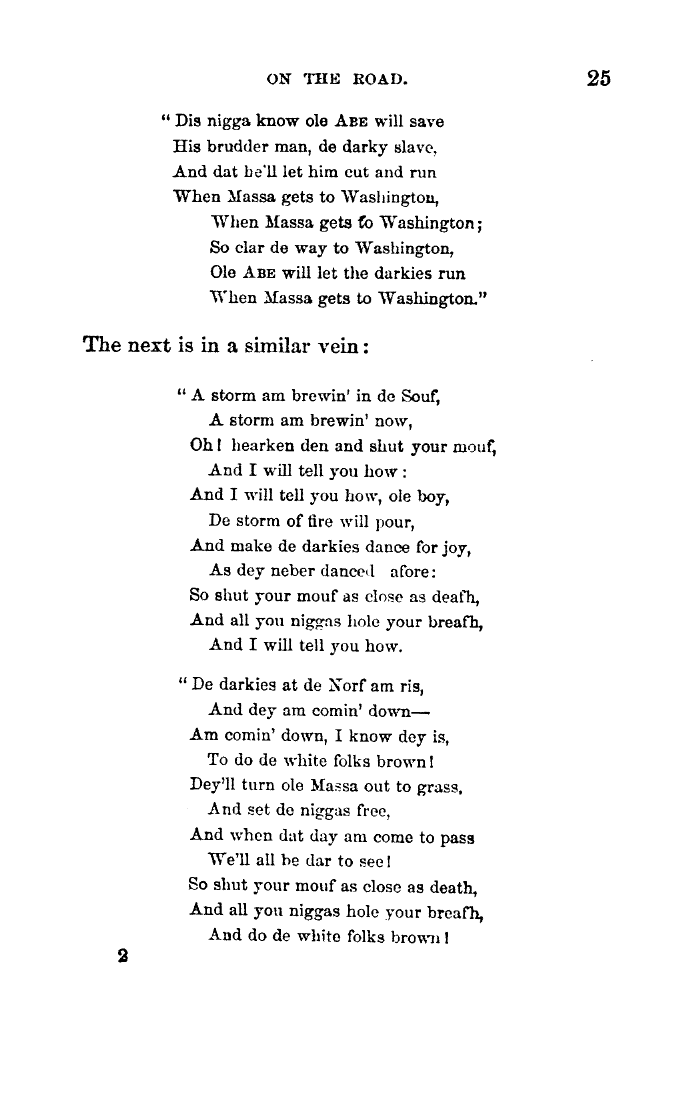 ON THE ROAD. 25
“ Dis nigga know ole ABE will save
His brudder man, de darky slave,
And dat he'll let him cut and run
When Massa gets to Washington,
When Massa gets to Washington;
So clar de way to Washington,
Ole ABE will let the darkies run
When Massa gets to Washington.”
The next is in a similar vein:
“ A storm am brewin' in de Souf,
A storm am brewin' now,
Oh! hearken den and shut your mouf,
And I will tell you how:
And I will tell you how, ole boy,
De storm of fire will pour,
And make de darkies dance for joy,
As dey neber danced afore:
So shut your mouf as close as deafh,
And all you niggas hole your breafh,
And I will tell you how.
“ De darkies at de Norf am ris,
And dey am comin' down—
Am comin' down, I know dey is,
To do de white folks brown!
Dey'll turn ole Massa out to grass,
And set de niggas free,
And when dat day am come to pass
We'll all be dar to see!
So shut your mouf as close as death,
And all you niggas hole your breafh,
And do de white folks brown!
2